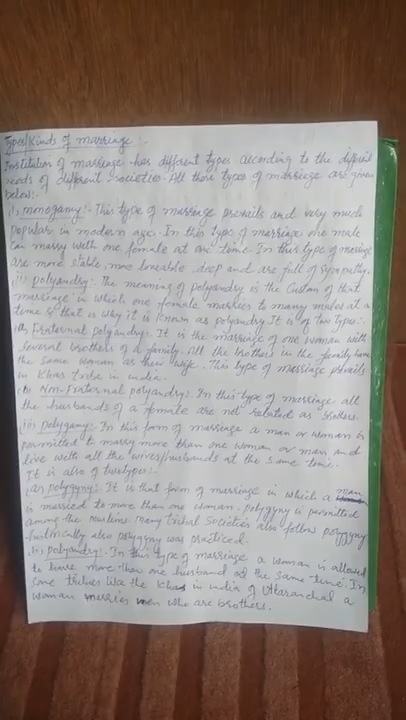 Types/Kinds of marriage :-
Institution of marriage has different types according to the different
needs of different societies. All those types of marriage are given
below:-
(i) monogamy:- This type of marriage prevails and very much
popular in modern age. In this type of marriage one male
can marry with one female at one time. In this type of marriage
are more stable, more loveable, deep and are full of sympathy.
(ii) polyandry: The meaning of polyandry is the custom of that
marriage in which one female marries to many males at a
time & that is why it is known as polyandry. It is of two types:-
(a) Fraternal polyandry: It is the marriage of one woman with
several brothers of a family. All the brothers in the family have
the same woman as their wife. This type of marriage prevails
in Khas tribe in india.
(b) Non-Fraternal polyandry: In this type of marriage all
the husbands of a female are not related as brothers.
(iii) polygamy: In this form of marriage a man or woman is
permitted to marry more than one woman or man and
live with all the wives/husbands at the same time.
It is also of two types:-
(a) polygyny: It is that form of marriage in which a man
is married to more than one woman. polygyny is permitted
among the muslims many tribal societies also follow polygyny
historically also polygyny was practiced.
(b) polyandry:- In this type of marriage a woman is allowed
to have more than one husband at the same time. In
some tribes like the Khas in india of Uttaranchal a
woman marries men who are brothers.